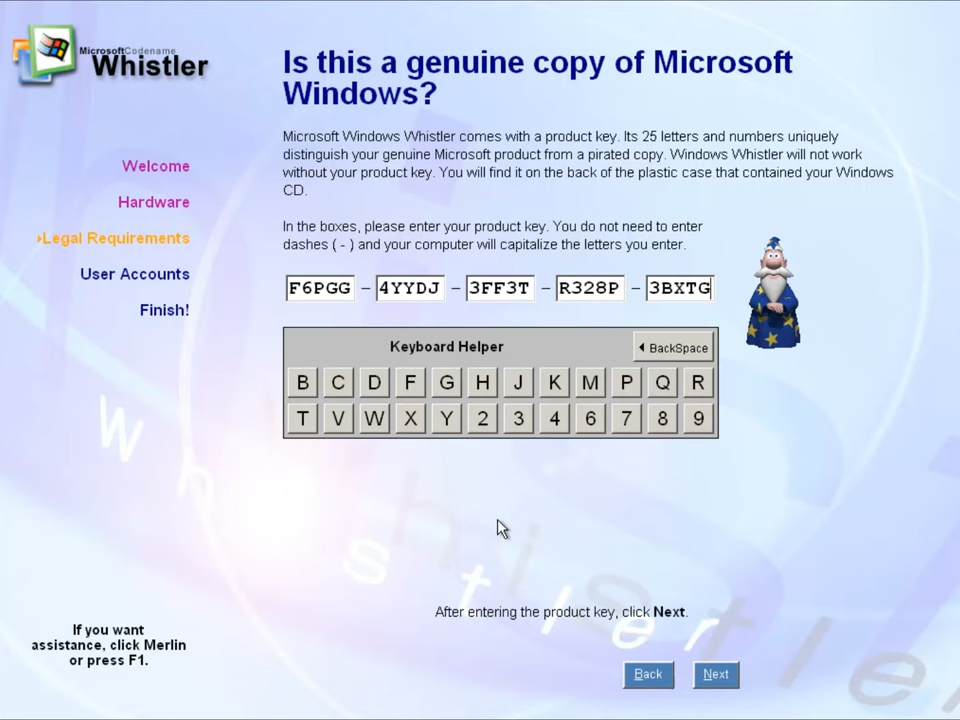 MicrosoftCodename
Whistler
Is this a genuine copy of Microsoft
Windows?
Microsoft Windows Whistler comes with a product key. Its 25 letters and numbers uniquely
distinguish your genuine Microsoft product from a pirated copy. Windows Whistler will not work
without your product key. You will find it on the back of the plastic case that contained your Windows
CD.
Welcome
Hardware
Legal Requirements
User Accounts
Finish!
In the boxes, please enter your product key. You do not need to enter
dashes ( - ) and your computer will capitalize the letters you enter.
F6PGG – 4YYDJ – 3FF3T – R328P – 3BXTG
Keyboard Helper
BackSpace
B C D F G H J K M P Q R
T V W X Y 2 3 4 6 7 8 9
Whistler
After entering the product key, click Next.
If you want
assistance, click Merlin
or press F1.
Back Next